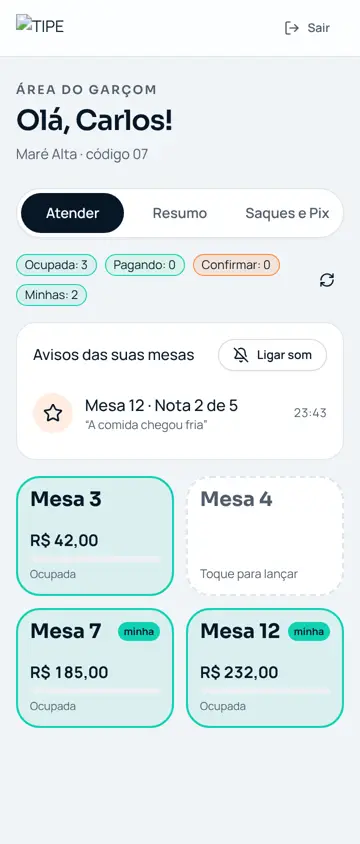 TIPE
Sair
ÁREA DO GARÇOM
Olá, Carlos!
Maré Alta · código 07
Atender
Resumo
Saques e Pix
Ocupada: 3
Pagando: 0
Confirmar: 0
Minhas: 2
Avisos das suas mesas
Ligar som
Mesa 12 · Nota 2 de 5
23:43
“A comida chegou fria”
Mesa 3
R$ 42,00
Ocupada
Mesa 4
Toque para lançar
Mesa 7
minha
R$ 185,00
Ocupada
Mesa 12
minha
R$ 232,00
Ocupada